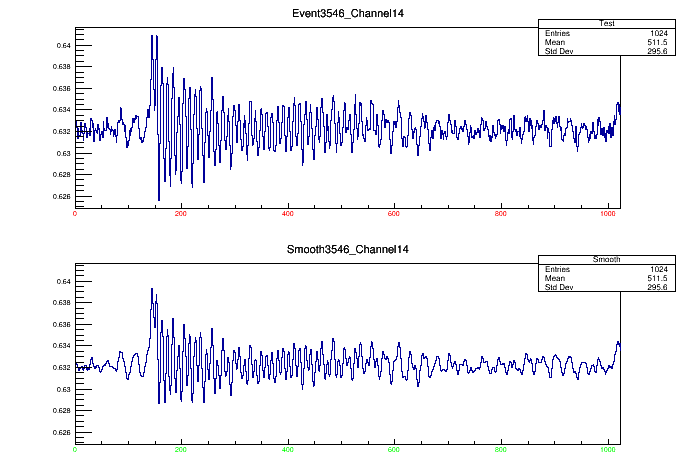 Event3546_Channel14
Test
Entries 1024
Mean 511.5
Std Dev 295.6
0.64
0.638
0.636
0.634
0.632
0.63
0.628
0.626
0 200 400 600 800 1000
Smooth3546_Channel14
Smooth
Entries 1024
Mean 511.5
Std Dev 295.6
0.64
0.638
0.636
0.634
0.632
0.63
0.628
0.626
0 200 400 600 800 1000